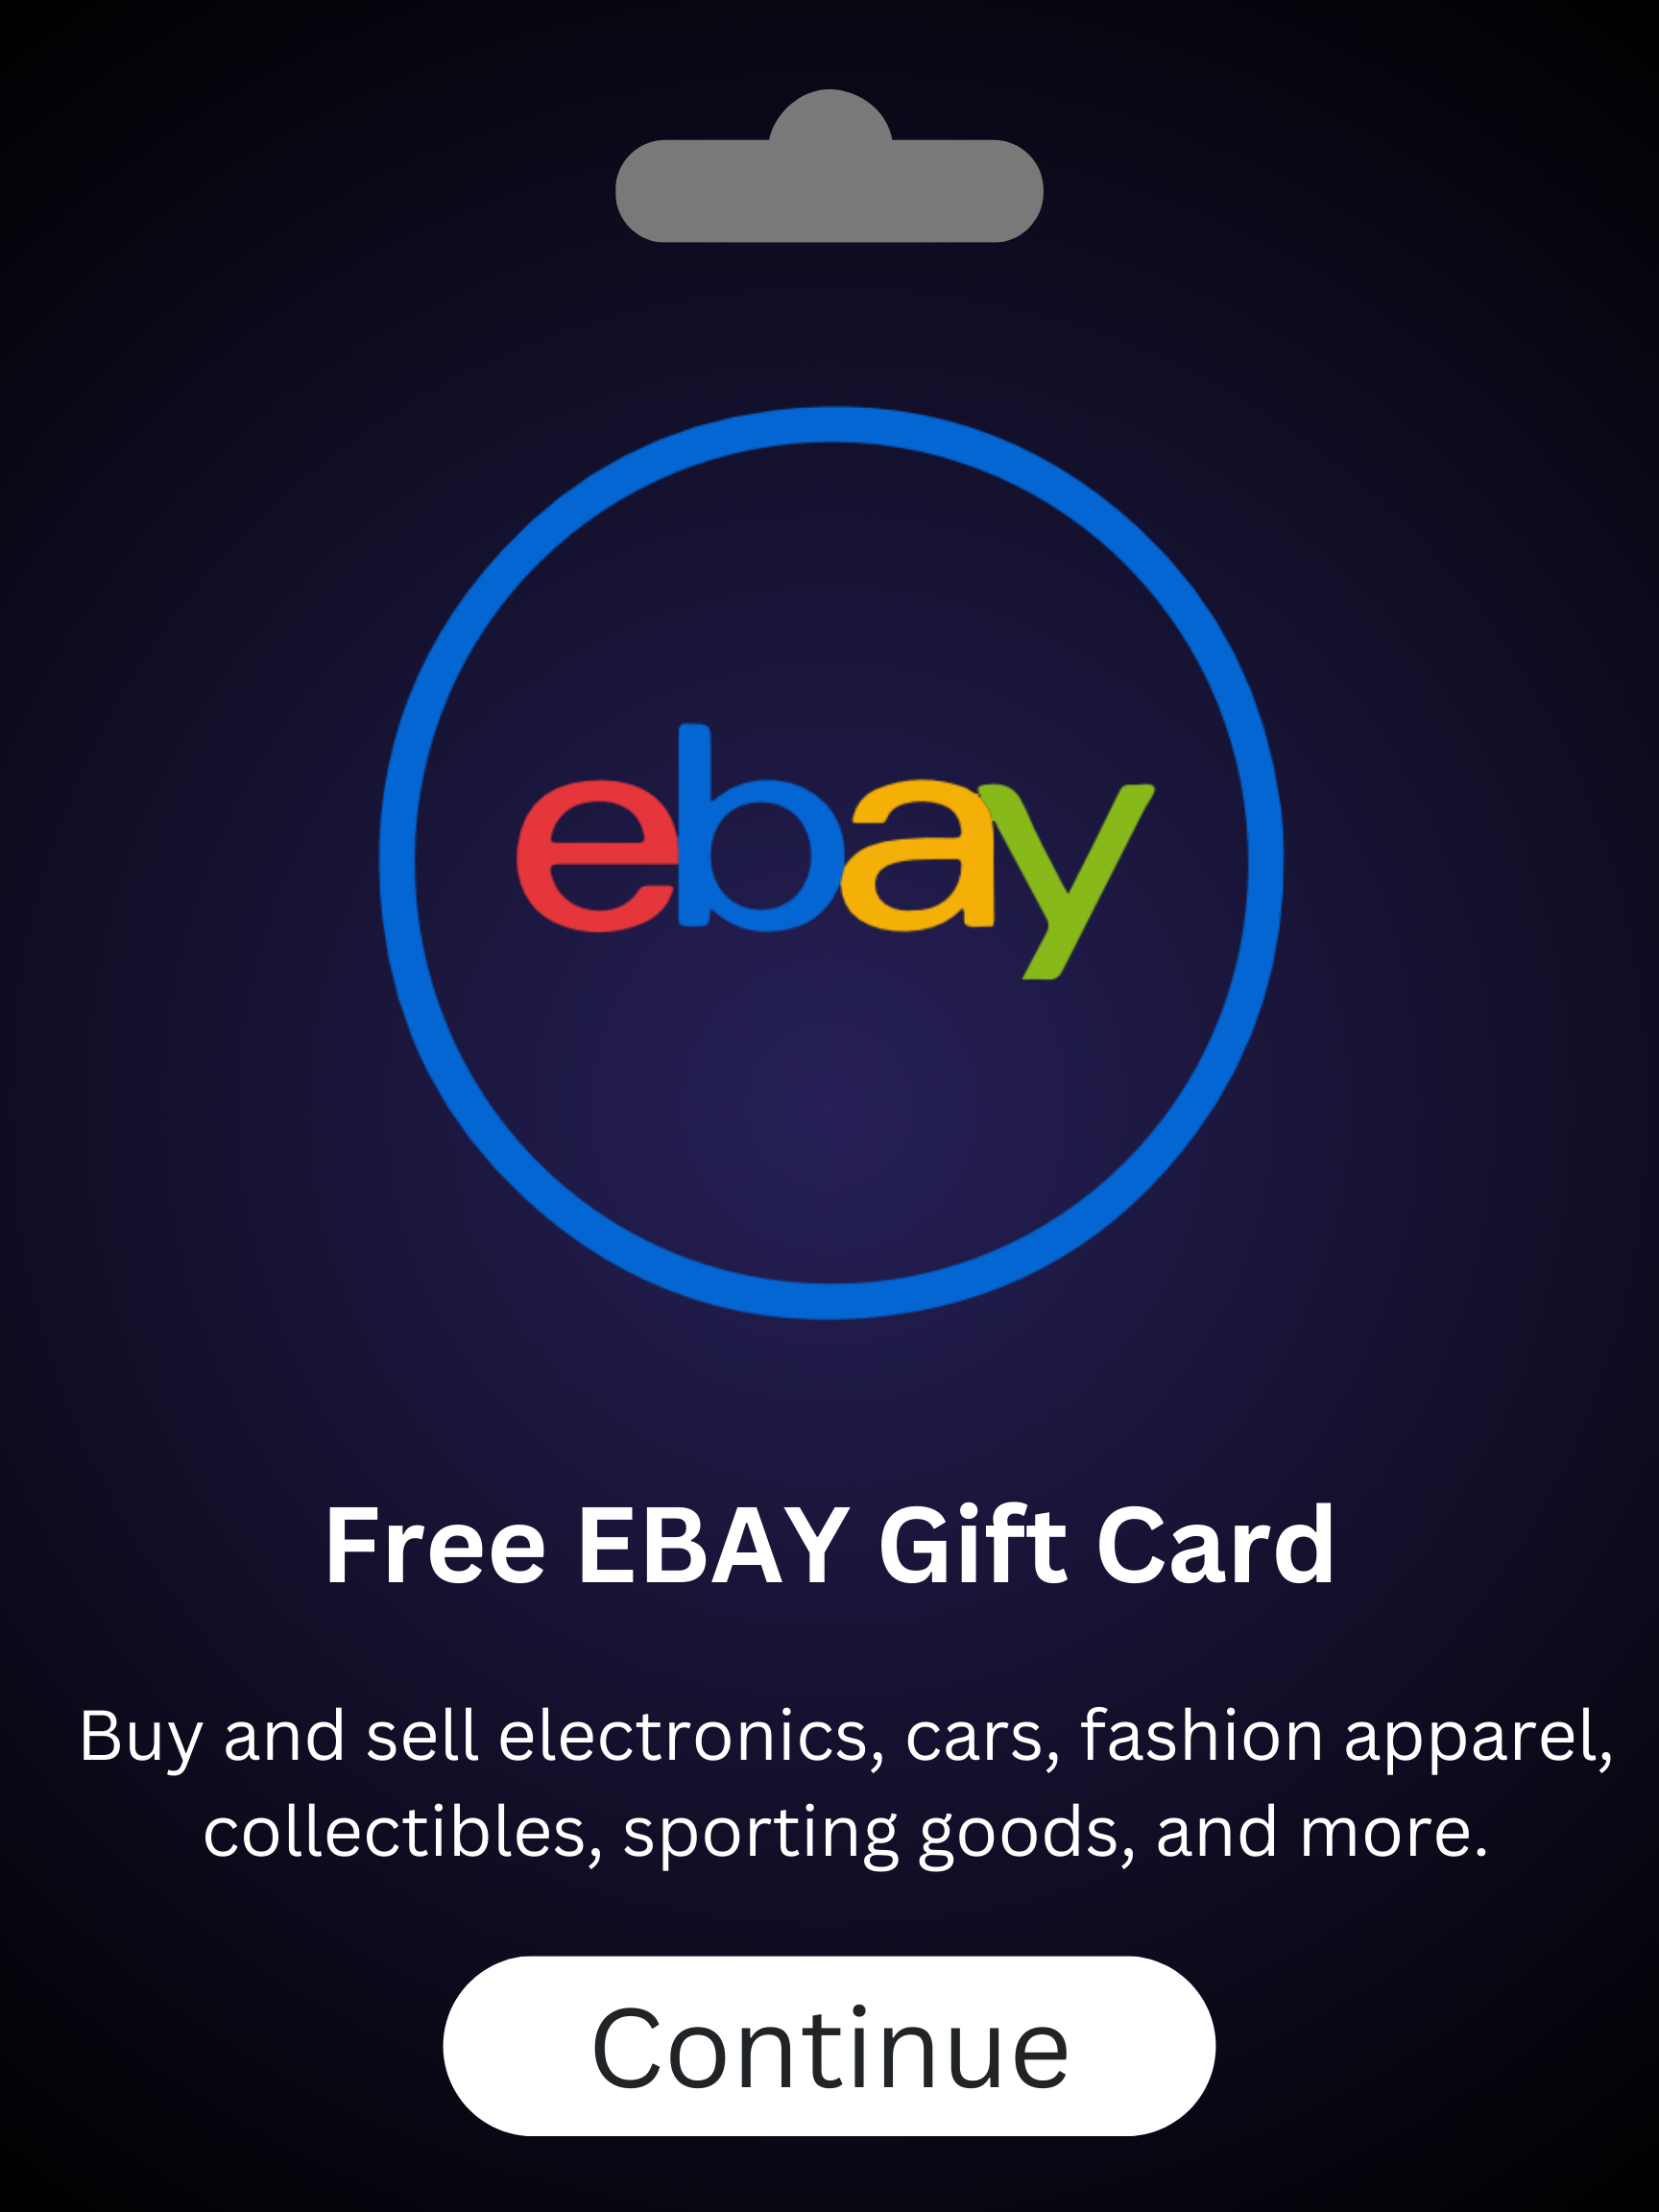 ebay
Free EBAY Gift Card
Buy and sell electronics, cars, fashion apparel,
collectibles, sporting goods, and more.
Continue